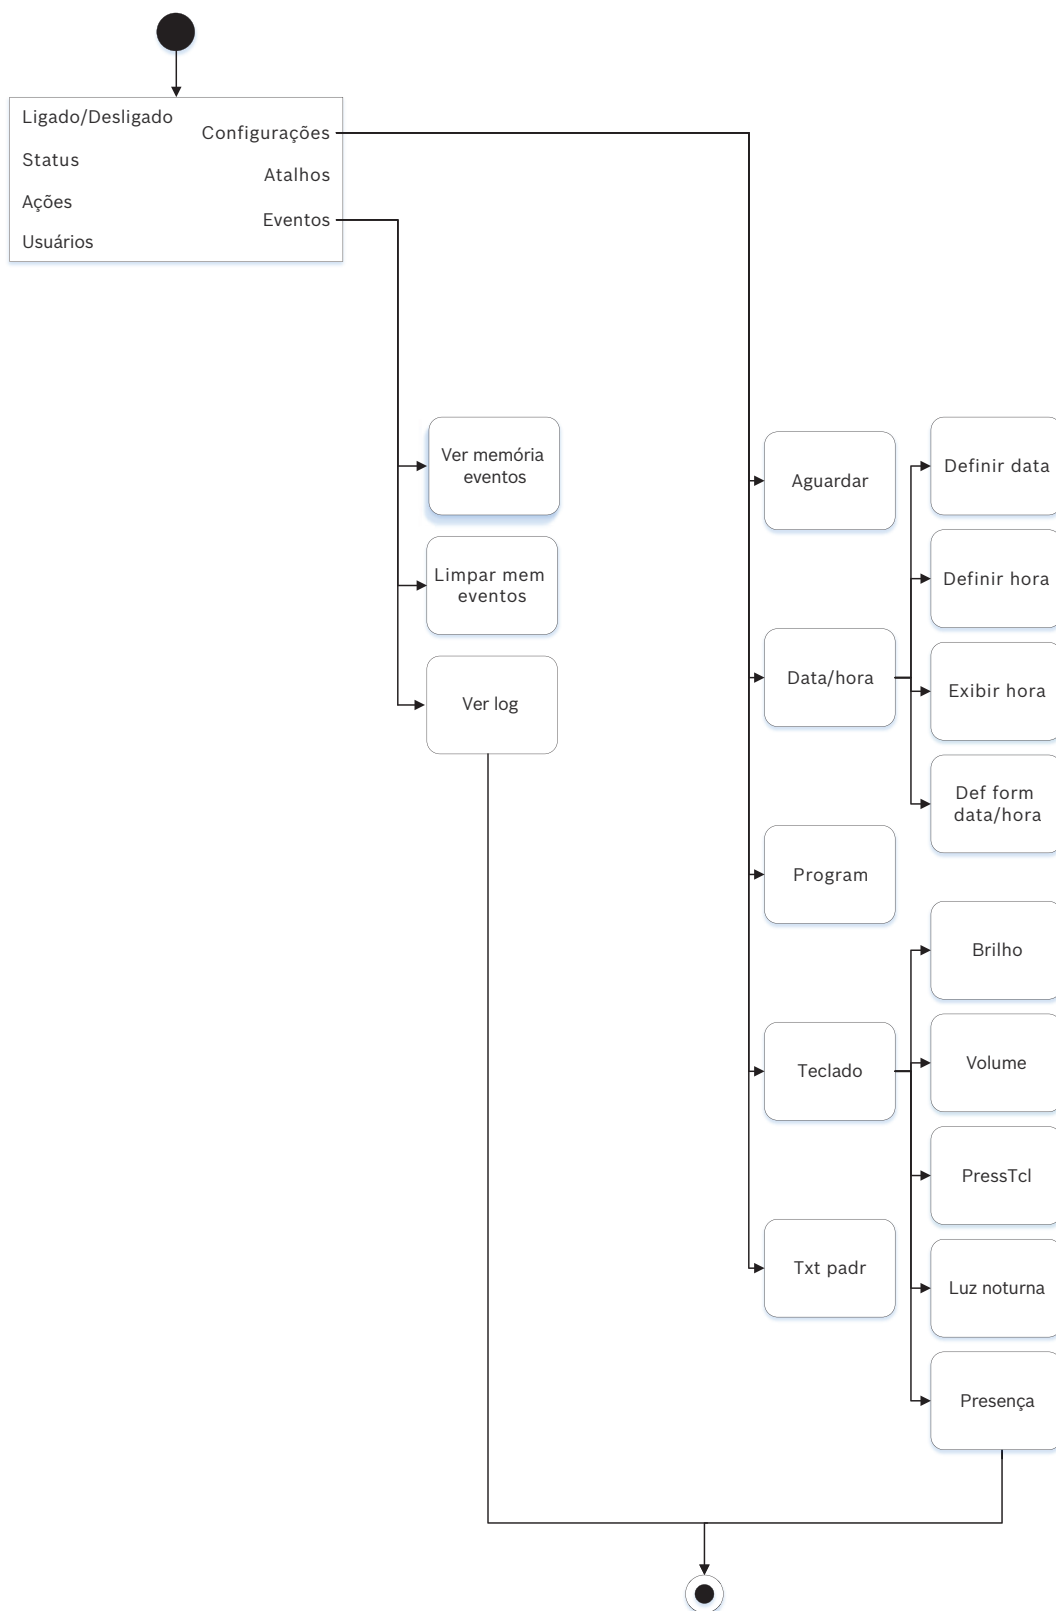 Ligado/Desligado
Status
Ações
Usuários
Configurações
Atalhos
Eventos
Ver memória
eventos
Limpar mem
eventos
Ver log
Aguardar
Data/hora
Program
Teclado
Txt padr
Definir data
Definir hora
Exibir hora
Def form
data/hora
Brilho
Volume
PressTcl
Luz noturna
Presença